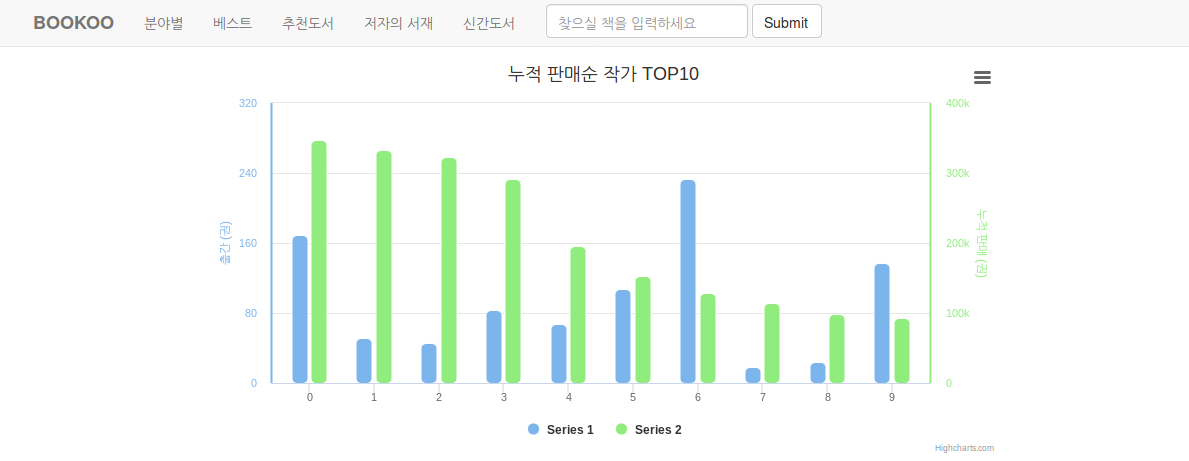 BOOKOO 분야별 베스트 추천도서 저자의 서재 신간도서 찾으실 책을 입력하세요 Submit
누적 판매순 작가 TOP10
320 400k
240 300k
160 200k
80 100k
0 0
출간 (권)
누적 판매 (권)
0 1 2 3 4 5 6 7 8 9
Series 1 Series 2
Highcharts.com